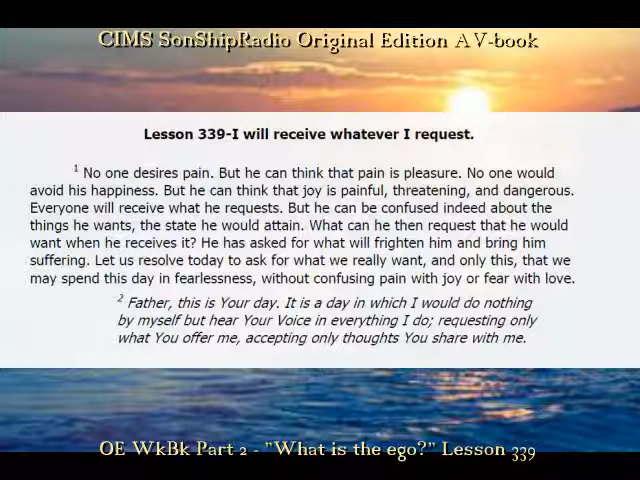 CIMS SonShipRadio Original Edition AV-book
Lesson 339-I will receive whatever I request.
1 No one desires pain. But he can think that pain is pleasure. No one would
avoid his happiness. But he can think that joy is painful, threatening, and dangerous.
Everyone will receive what he requests. But he can be confused indeed about the
things he wants, the state he would attain. What can he then request that he would
want when he receives it? He has asked for what will frighten him and bring him
suffering. Let us resolve today to ask for what we really want, and only this, that we
may spend this day in fearlessness, without confusing pain with joy or fear with love.
2 Father, this is Your day. It is a day in which I would do nothing
by myself but hear Your Voice in everything I do; requesting only
what You offer me, accepting only thoughts You share with me.
OE WkBk Part 2 - "What is the ego?" Lesson 339